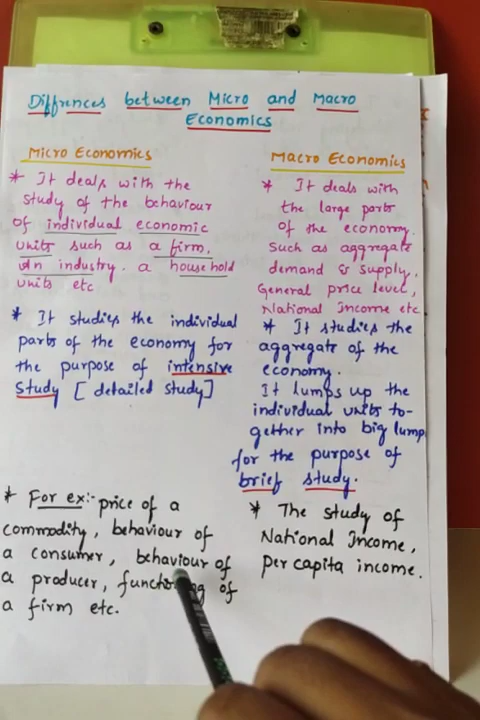 Diffrences between Micro and Macro
Economics
Micro Economics
* It deals with the
study of the behaviour
of individual economic
units such as a firm,
An industry. a household
units etc
* It studies the individual
parts of the economy for
the purpose of intensive
study [detailed study]
* For ex:- price of a
commodity, behaviour of
a consumer, behaviour of
a producer, functioning of
a firm etc.
Macro Economics
* It deals with
the large parts
of the economy.
Such as aggregate
demand & supply,
General price level,
National Income etc
* It studies the
aggregate of the
economy.
It lumps up the
individual units to-
gether into big lump
for the purpose of
brief study.
* The study of
National Income,
per capita income.